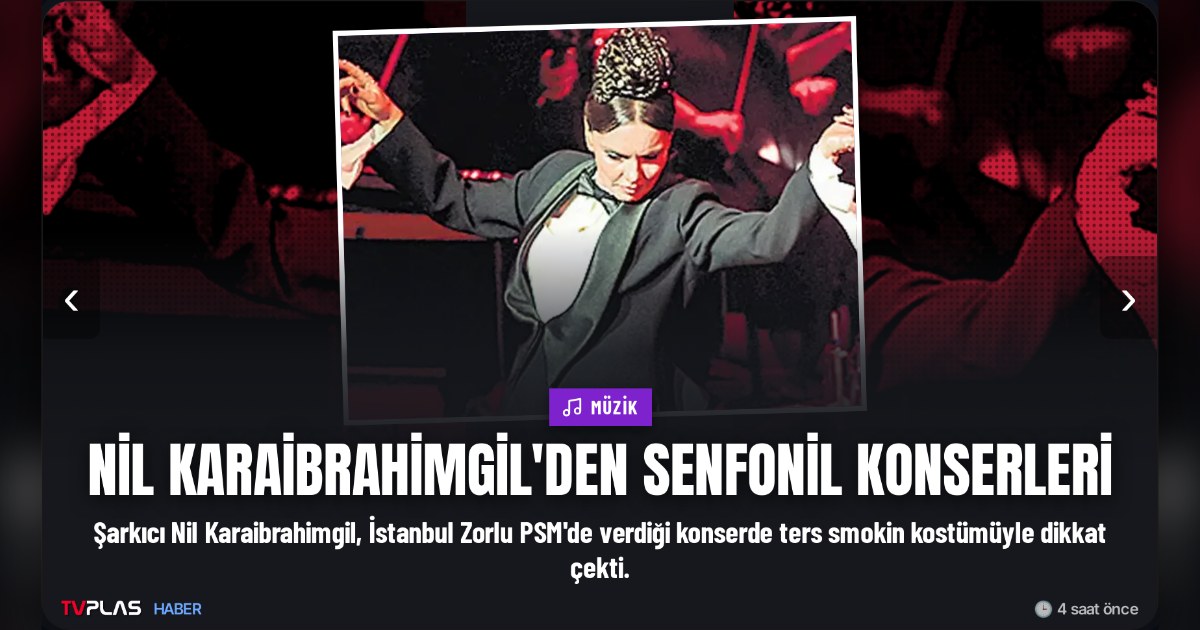 MÜZİK
NİL KARAİBRAHİMGİL'DEN SENFONİL KONSERLERİ
Şarkıcı Nil Karaibrahimgil, İstanbul Zorlu PSM'de verdiği konserde ters smokin kostümüyle dikkat
çekti.
TVPLAS HABER
4 saat önce